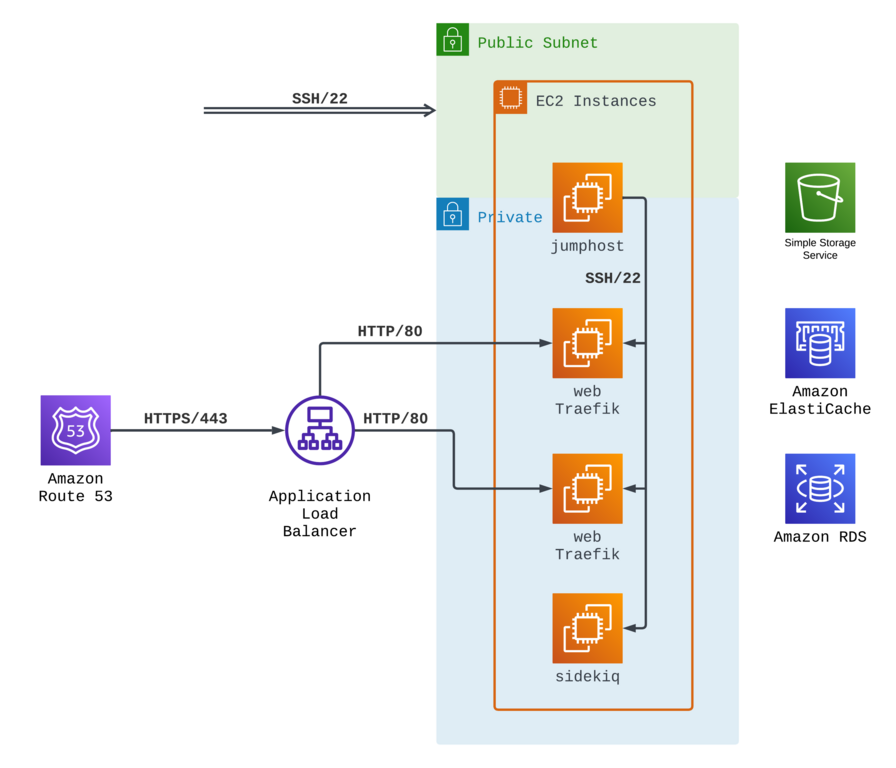 Public Subnet
SSH/22
EC2 Instances
Private
jumphost
Simple Storage
Service
SSH/22
HTTP/80
web
Traefik
Amazon
ElastiCache
53
HTTPS/443
HTTP/80
Amazon
Route 53
Application
Load
Balancer
web
Traefik
Amazon RDS
sidekiq